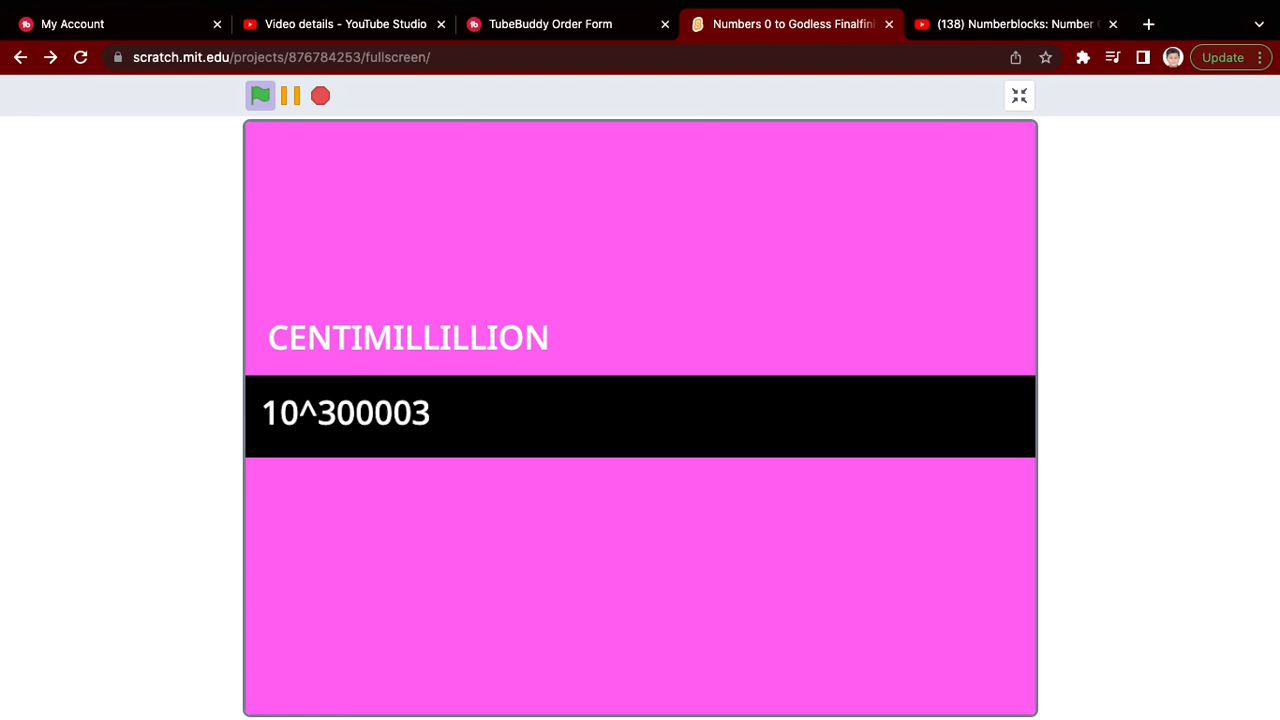 My Account
Video details - YouTube Studio
TubeBuddy Order Form
Numbers 0 to Godless Finalfin
(138) Numberblocks: Number
scratch.mit.edu/projects/876784253/fullscreen/
Update
CENTIMILLILLION
10^300003